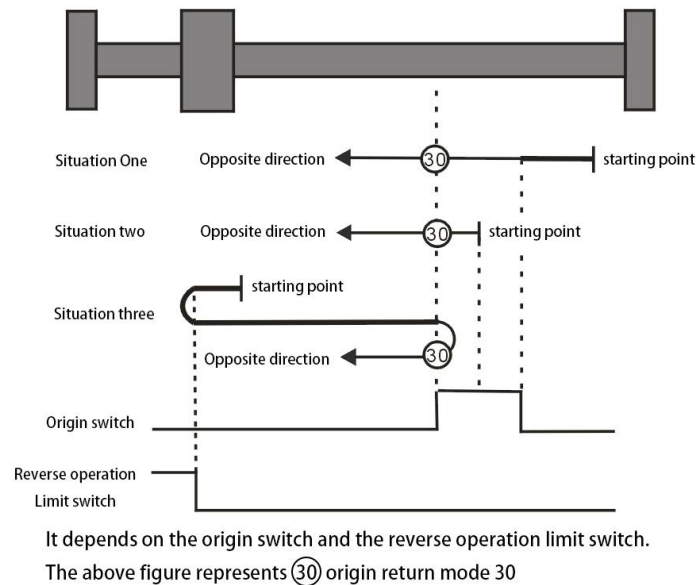 Situation One
Opposite direction
30
starting point
Situation two
Opposite direction
30
starting point
starting point
Situation three
Opposite direction
30
Origin switch
Reverse operation
Limit switch
It depends on the origin switch and the reverse operation limit switch.
The above figure represents 30 origin return mode 30